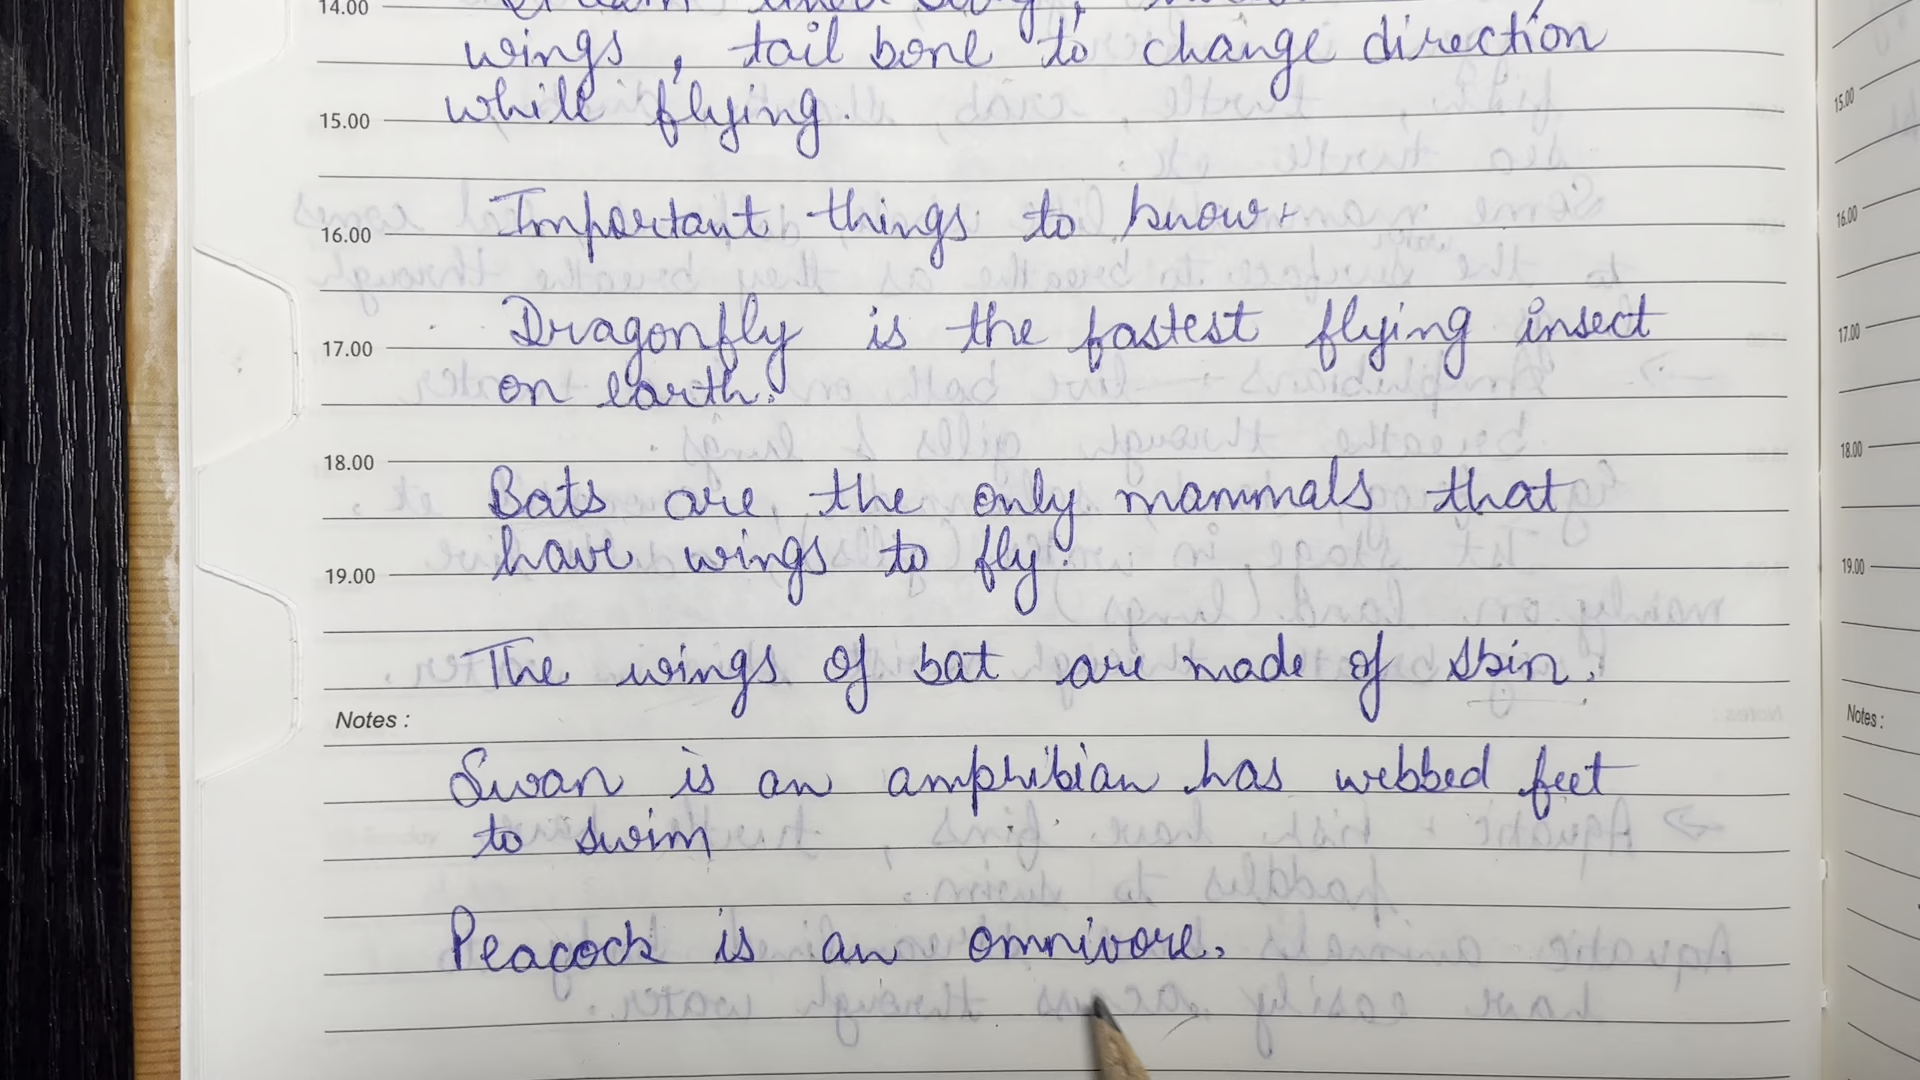 14.00
wings, tail bone to change direction
15.00 while flying.
16.00 Important things to know→
17.00 Dragonfly is the fastest flying insect
on earth.
18.00
Bats are the only mammals that
19.00 have wings to fly.
The wings of bat are made of skin.
Notes :
Swan is an amphibian has webbed feet
to swim
Peacock is an omnivore.
15.00
16.00
17.00
18.00
19.00
Notes :